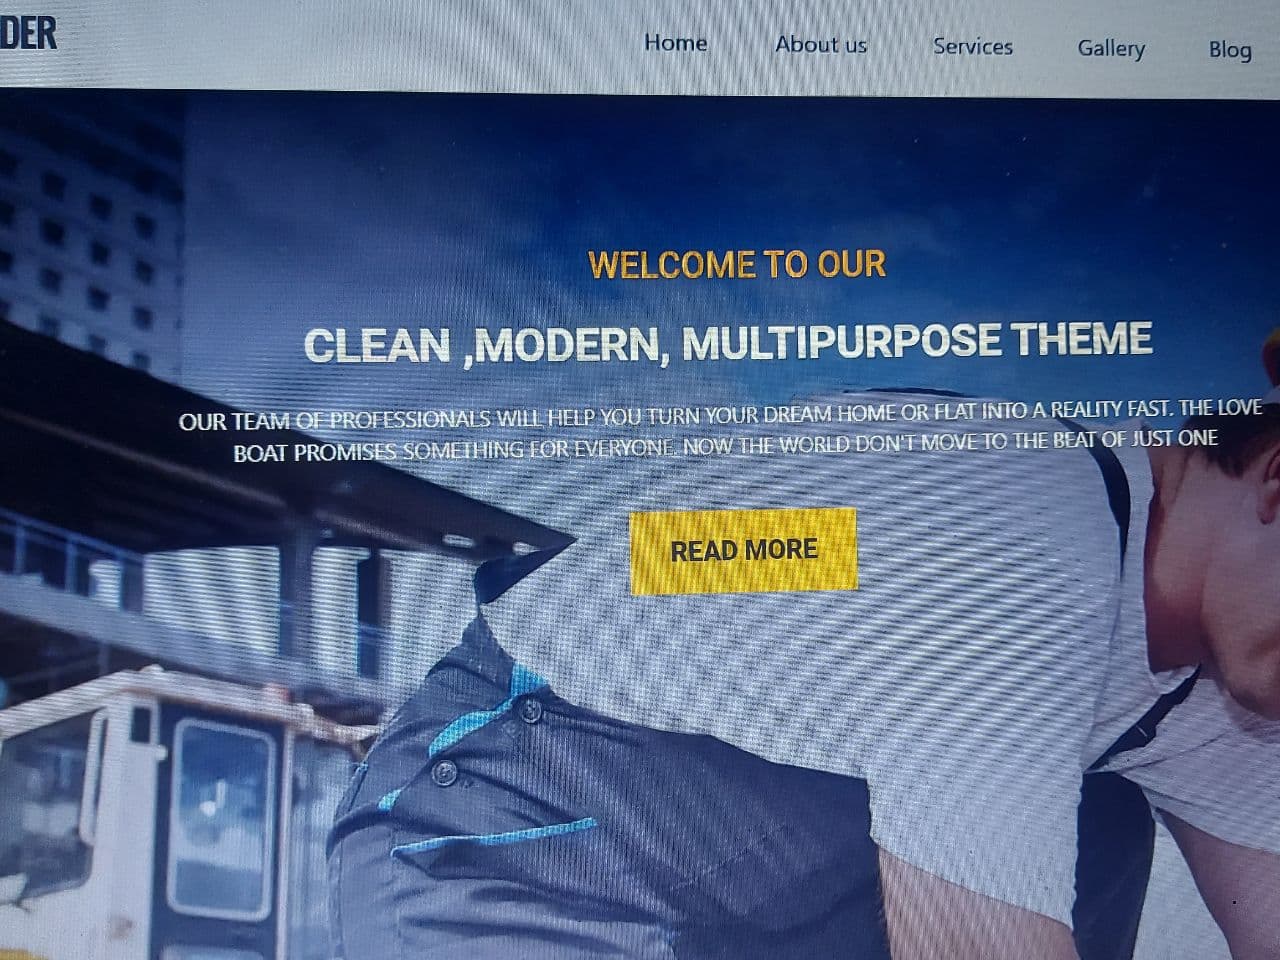 DER
Home About us Services Gallery Blog
WELCOME TO OUR
CLEAN ,MODERN, MULTIPURPOSE THEME
OUR TEAM OF PROFESSIONALS WILL HELP YOU TURN YOUR DREAM HOME OR FLAT INTO A REALITY FAST. THE LOVE
BOAT PROMISES SOMETHING FOR EVERYONE. NOW THE WORLD DON'T MOVE TO THE BEAT OF JUST ONE
READ MORE